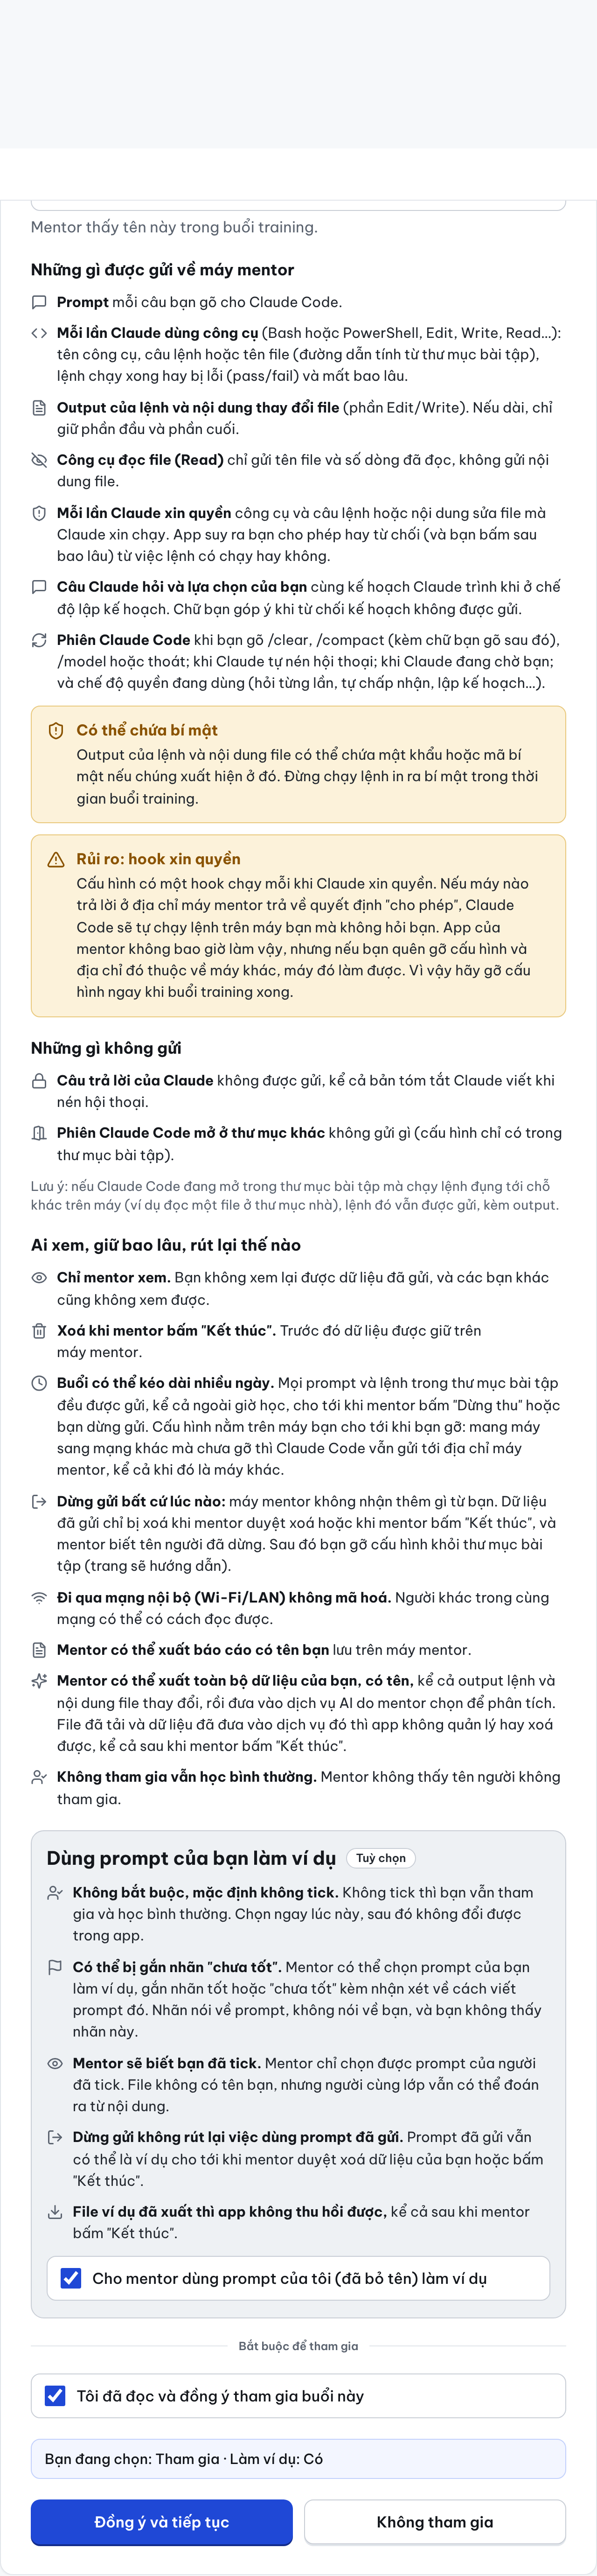 Mentor thấy tên này trong buổi training.
Những gì được gửi về máy mentor
Prompt mỗi câu bạn gõ cho Claude Code.
Mỗi lần Claude dùng công cụ (Bash hoặc PowerShell, Edit, Write, Read...):
tên công cụ, câu lệnh hoặc tên file (đường dẫn tính từ thư mục bài tập),
lệnh chạy xong hay bị lỗi (pass/fail) và mất bao lâu.
Output của lệnh và nội dung thay đổi file (phần Edit/Write). Nếu dài, chỉ
giữ phần đầu và phần cuối.
Công cụ đọc file (Read) chỉ gửi tên file và số dòng đã đọc, không gửi nội
dung file.
Mỗi lần Claude xin quyền công cụ và câu lệnh hoặc nội dung sửa file mà
Claude xin chạy. App suy ra bạn cho phép hay từ chối (và bạn bấm sau
bao lâu) từ việc lệnh có chạy hay không.
Câu Claude hỏi và lựa chọn của bạn cùng kế hoạch Claude trình khi ở chế
độ lập kế hoạch. Chữ bạn góp ý khi từ chối kế hoạch không được gửi.
Phiên Claude Code khi bạn gõ /clear, /compact (kèm chữ bạn gõ sau đó),
/model hoặc thoát; khi Claude tự nén hội thoại; khi Claude đang chờ bạn;
và chế độ quyền đang dùng (hỏi từng lần, tự chấp nhận, lập kế hoạch...).
Có thể chứa bí mật
Output của lệnh và nội dung file có thể chứa mật khẩu hoặc mã bí
mật nếu chúng xuất hiện ở đó. Đừng chạy lệnh in ra bí mật trong thời
gian buổi training.
Rủi ro: hook xin quyền
Cấu hình có một hook chạy mỗi khi Claude xin quyền. Nếu máy nào
trả lời ở địa chỉ máy mentor trả về quyết định "cho phép", Claude
Code sẽ tự chạy lệnh trên máy bạn mà không hỏi bạn. App của
mentor không bao giờ làm vậy, nhưng nếu bạn quên gỡ cấu hình và
địa chỉ đó thuộc về máy khác, máy đó làm được. Vì vậy hãy gỡ cấu
hình ngay khi buổi training xong.
Những gì không gửi
Câu trả lời của Claude không được gửi, kể cả bản tóm tắt Claude viết khi
nén hội thoại.
Phiên Claude Code mở ở thư mục khác không gửi gì (cấu hình chỉ có trong
thư mục bài tập).
Lưu ý: nếu Claude Code đang mở trong thư mục bài tập mà chạy lệnh đụng tới chỗ
khác trên máy (ví dụ đọc một file ở thư mục nhà), lệnh đó vẫn được gửi, kèm output.
Ai xem, giữ bao lâu, rút lại thế nào
Chỉ mentor xem. Bạn không xem lại được dữ liệu đã gửi, và các bạn khác
cũng không xem được.
Xoá khi mentor bấm "Kết thúc". Trước đó dữ liệu được giữ trên
máy mentor.
Buổi có thể kéo dài nhiều ngày. Mọi prompt và lệnh trong thư mục bài tập
đều được gửi, kể cả ngoài giờ học, cho tới khi mentor bấm "Dừng thu" hoặc
bạn dừng gửi. Cấu hình nằm trên máy bạn cho tới khi bạn gỡ: mang máy
sang mạng khác mà chưa gỡ thì Claude Code vẫn gửi tới địa chỉ máy
mentor, kể cả khi đó là máy khác.
Dừng gửi bất cứ lúc nào: máy mentor không nhận thêm gì từ bạn. Dữ liệu
đã gửi chỉ bị xoá khi mentor duyệt xoá hoặc khi mentor bấm "Kết thúc", và
mentor biết tên người đã dừng. Sau đó bạn gỡ cấu hình khỏi thư mục bài
tập (trang sẽ hướng dẫn).
Đi qua mạng nội bộ (Wi-Fi/LAN) không mã hoá. Người khác trong cùng
mạng có thể có cách đọc được.
Mentor có thể xuất báo cáo có tên bạn lưu trên máy mentor.
Mentor có thể xuất toàn bộ dữ liệu của bạn, có tên, kể cả output lệnh và
nội dung file thay đổi, rồi đưa vào dịch vụ AI do mentor chọn để phân tích.
File đã tải và dữ liệu đã đưa vào dịch vụ đó thì app không quản lý hay xoá
được, kể cả sau khi mentor bấm "Kết thúc".
Không tham gia vẫn học bình thường. Mentor không thấy tên người không
tham gia.
Dùng prompt của bạn làm ví dụ Tuỳ chọn
Không bắt buộc, mặc định không tick. Không tick thì bạn vẫn tham
gia và học bình thường. Chọn ngay lúc này, sau đó không đổi được
trong app.
Có thể bị gắn nhãn "chưa tốt". Mentor có thể chọn prompt của bạn
làm ví dụ, gắn nhãn tốt hoặc "chưa tốt" kèm nhận xét về cách viết
prompt đó. Nhãn nói về prompt, không nói về bạn, và bạn không thấy
nhãn này.
Mentor sẽ biết bạn đã tick. Mentor chỉ chọn được prompt của người
đã tick. File không có tên bạn, nhưng người cùng lớp vẫn có thể đoán
ra từ nội dung.
Dừng gửi không rút lại việc dùng prompt đã gửi. Prompt đã gửi vẫn
có thể là ví dụ cho tới khi mentor duyệt xoá dữ liệu của bạn hoặc bấm
"Kết thúc".
File ví dụ đã xuất thì app không thu hồi được, kể cả sau khi mentor
bấm "Kết thúc".
Cho mentor dùng prompt của tôi (đã bỏ tên) làm ví dụ
Bắt buộc để tham gia
Tôi đã đọc và đồng ý tham gia buổi này
Bạn đang chọn: Tham gia · Làm ví dụ: Có
Đồng ý và tiếp tục
Không tham gia